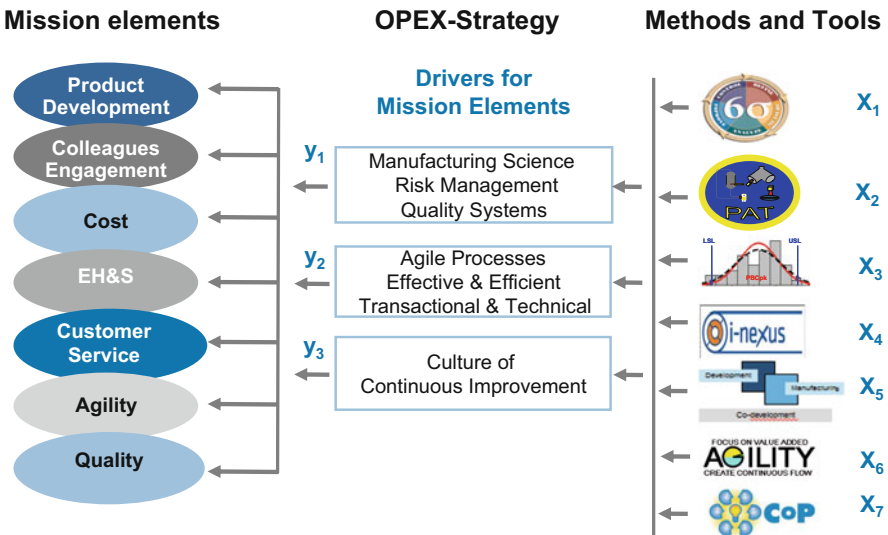 Mission elements
OPEX-Strategy
Methods and Tools
Product
Development
Colleagues
Engagement
Cost
EH&S
Customer
Service
Agility
Quality
Drivers for
Mission Elements
y1
Manufacturing Science
Risk Management
Quality Systems
y2
Agile Processes
Effective & Efficient
Transactional & Technical
y3
Culture of
Continuous Improvement
6σ
X1
PAT
X2
LSL
USL
PBCpk
X3
i-nexus
X4
Development
Manufacturing
Co-development
X5
FOCUS ON VALUE ADDED
AGILITY
CREATE CONTINUOUS FLOW
X6
CoP
X7